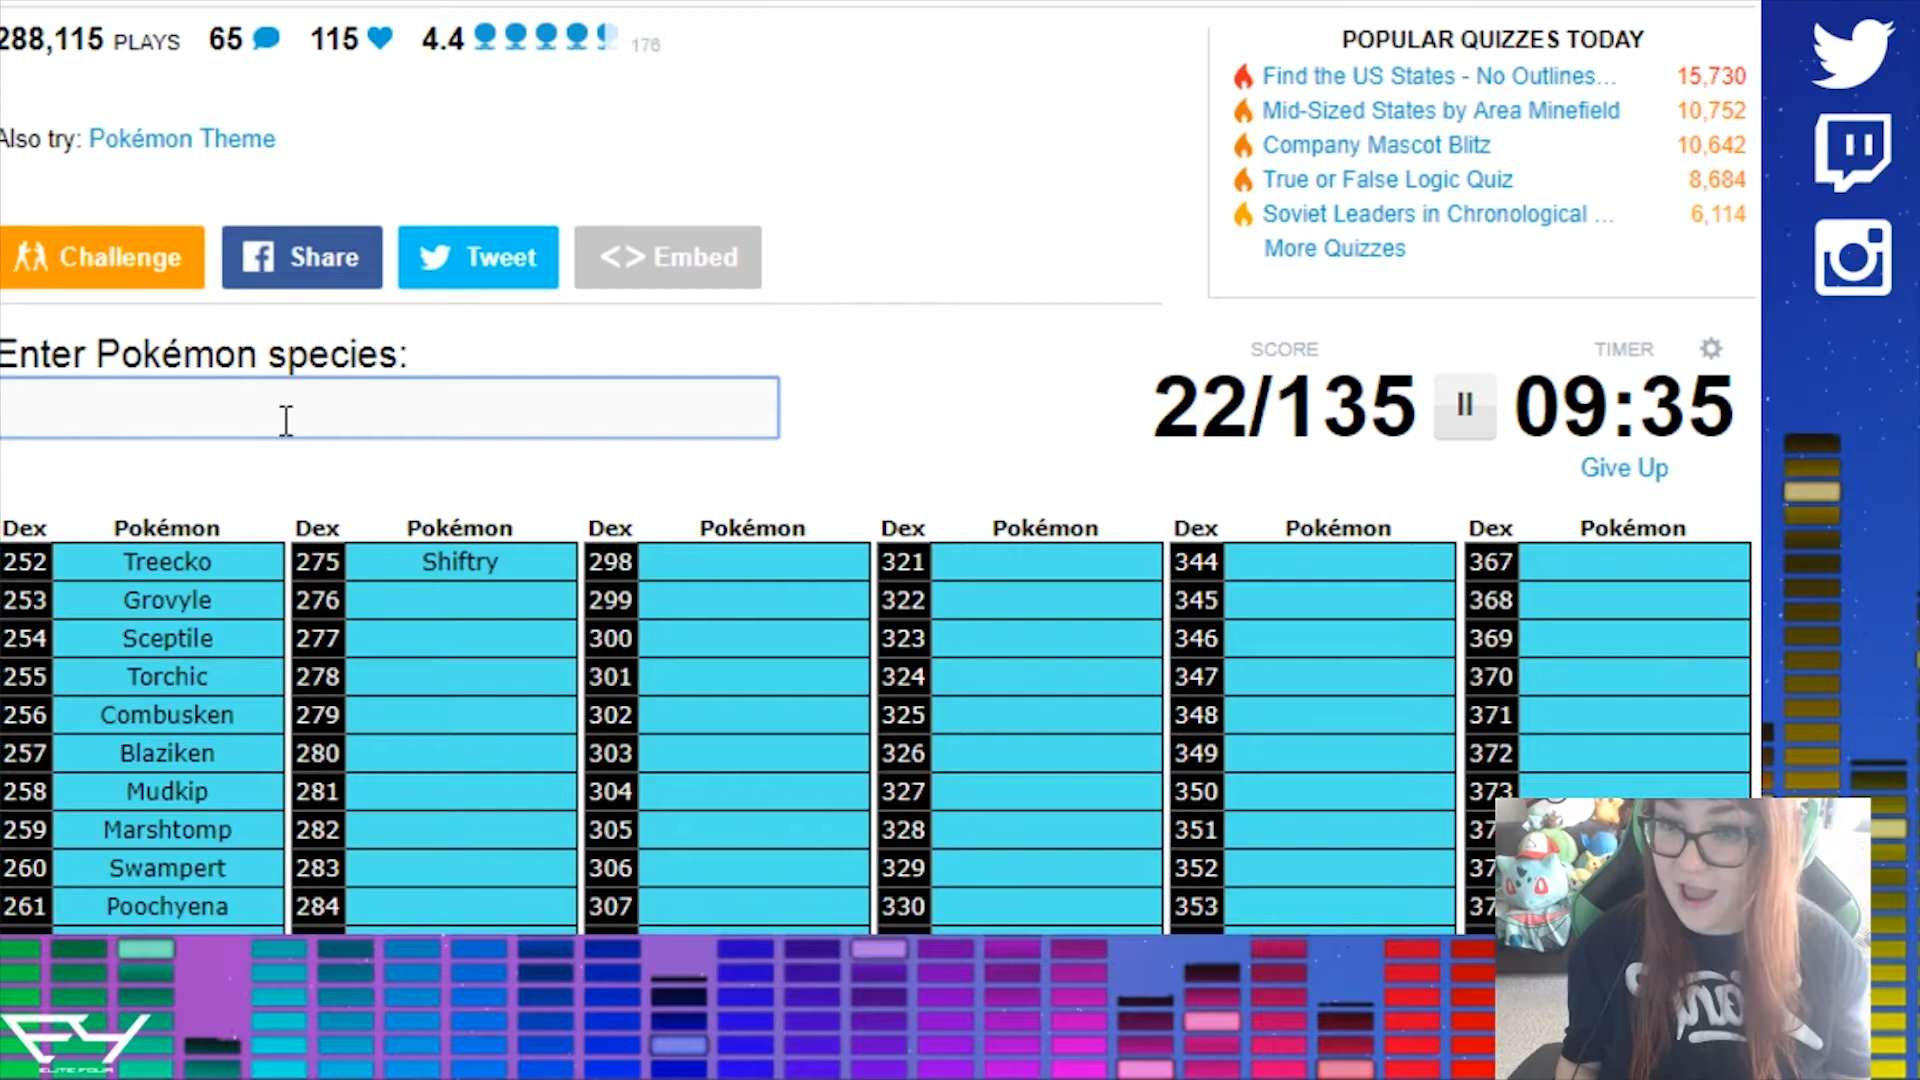 288,115 PLAYS 65 115 4.4 176
Also try: Pokémon Theme
Challenge Share Tweet <> Embed
POPULAR QUIZZES TODAY
Find the US States - No Outlines... 15,730
Mid-Sized States by Area Minefield 10,752
Company Mascot Blitz 10,642
True or False Logic Quiz 8,684
Soviet Leaders in Chronological ... 6,114
More Quizzes
Enter Pokémon species:
SCORE TIMER
22/135 09:35
Give Up
Dex Pokémon Dex Pokémon Dex Pokémon Dex Pokémon Dex Pokémon Dex Pokémon
252 Treecko 275 Shiftry 298 321 344 367
253 Grovyle 276 299 322 345 368
254 Sceptile 277 300 323 346 369
255 Torchic 278 301 324 347 370
256 Combusken 279 302 325 348 371
257 Blaziken 280 303 326 349 372
258 Mudkip 281 304 327 350 373
259 Marshtomp 282 305 328 351 37
260 Swampert 283 306 329 352 37
261 Poochyena 284 307 330 353 37
ELITE FOUR